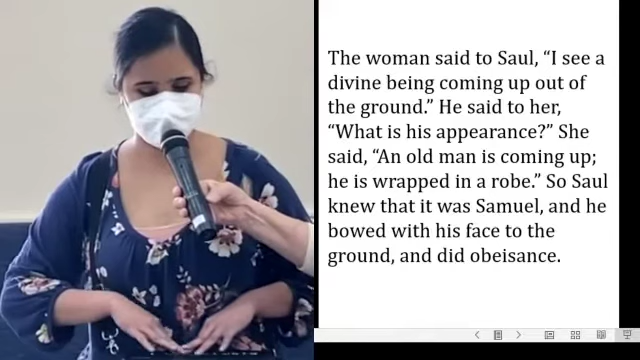 The woman said to Saul, “I see a
divine being coming up out of
the ground.” He said to her,
“What is his appearance?” She
said, “An old man is coming up;
he is wrapped in a robe.” So Saul
knew that it was Samuel, and he
bowed with his face to the
ground, and did obeisance.